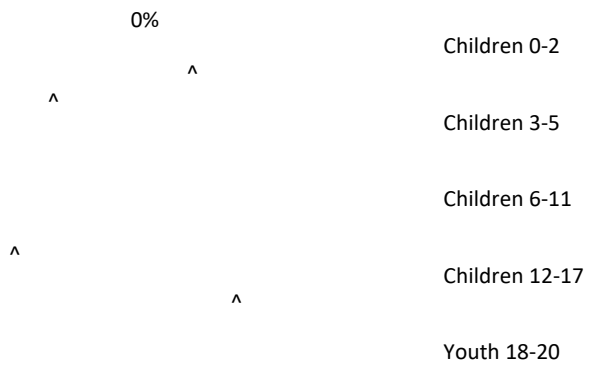 0%
Children 0-2
^
^
Children 3-5
Children 6-11
^
Children 12-17
^
Youth 18-20